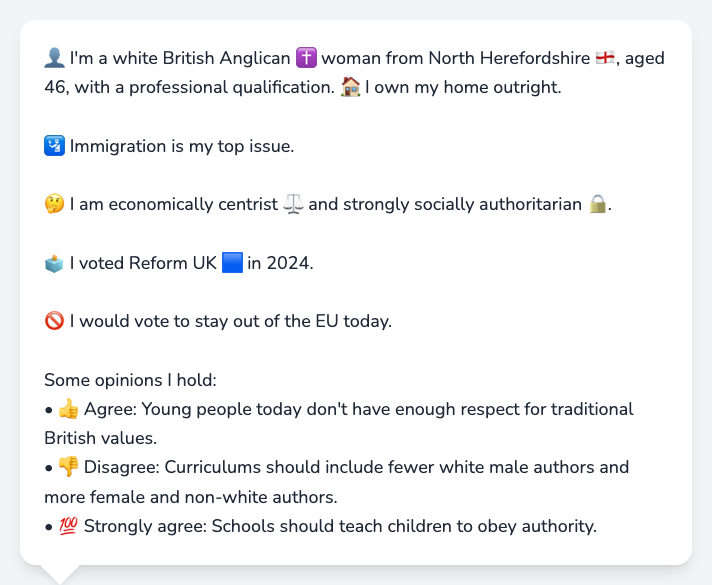 👤 I'm a white British Anglican ✝️ woman from North Herefordshire 🏴󠁧󠁢󠁥󠁮󠁧󠁿, aged
46, with a professional qualification. 🏠 I own my home outright.
🛂 Immigration is my top issue.
🤔 I am economically centrist ⚖️ and strongly socially authoritarian 🔒.
🗳️ I voted Reform UK 🟦 in 2024.
🚫 I would vote to stay out of the EU today.
Some opinions I hold:
• 👍 Agree: Young people today don't have enough respect for traditional
British values.
• 👎 Disagree: Curriculums should include fewer white male authors and
more female and non-white authors.
• 💯 Strongly agree: Schools should teach children to obey authority.